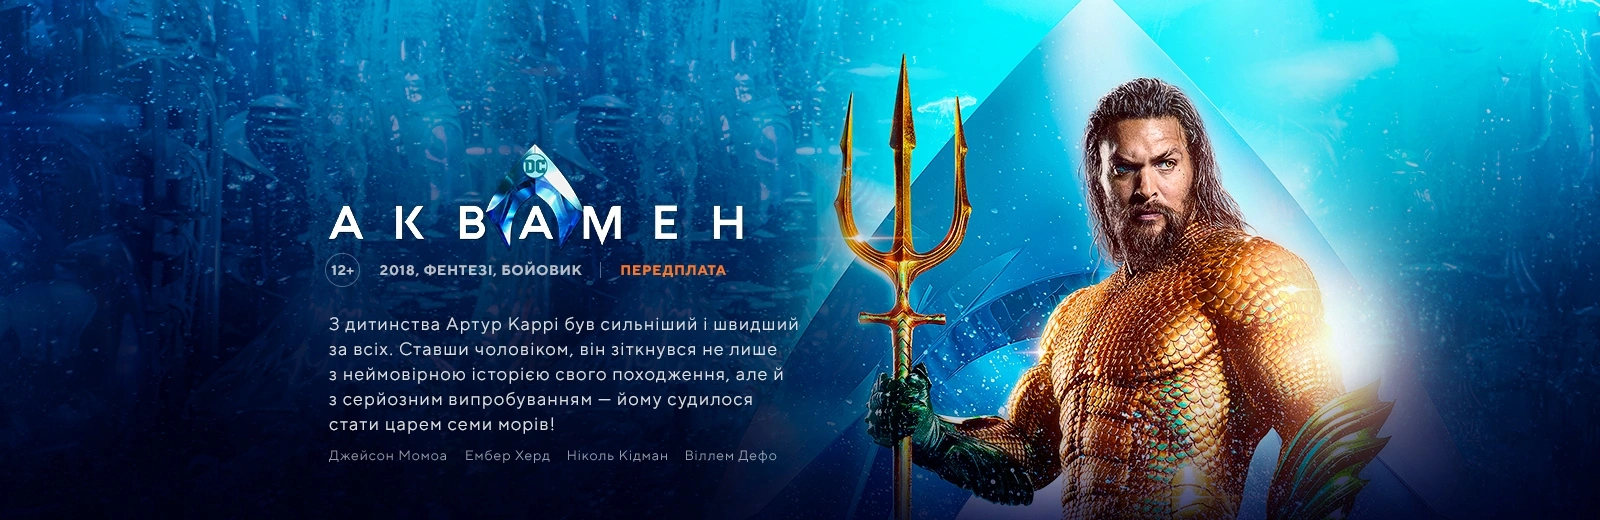 DC
АКВАМЕН
12+ 2018, ФЕНТЕЗІ, БОЙОВИК | ПЕРЕДПЛАТА
З дитинства Артур Каррі був сильніший і швидший
за всіх. Ставши чоловіком, він зіткнувся не лише
з неймовірною історією свого походження, але й
з серйозним випробуванням — йому судилося
стати царем семи морів!
Джейсон Момоа Ембер Херд Ніколь Кідман Віллем Дефо